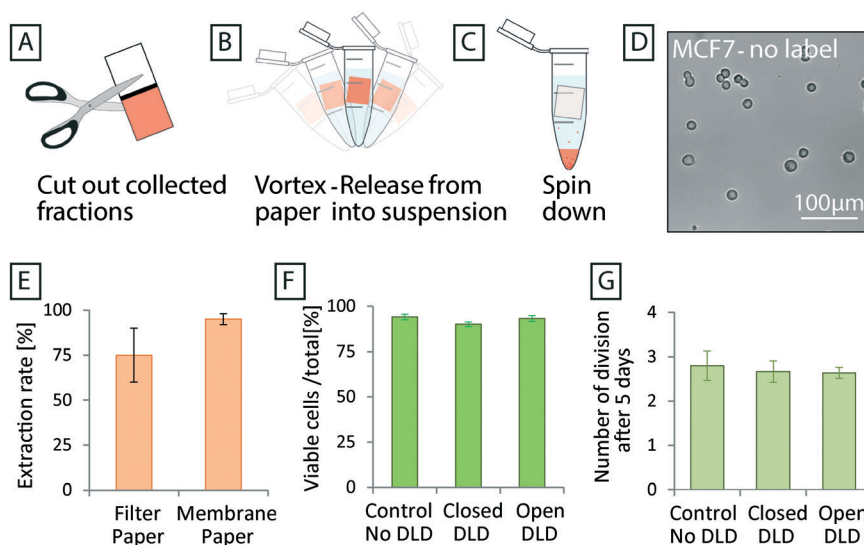 A
Cut out collected
fractions
B
Vortex - Release from
paper into suspension
C
Spin
down
D
MCF7- no label
100µm
E
Extraction rate [%]
100
75
50
25
0
Filter
Paper
Membrane
Paper
F
Viable cells /total[%]
100
75
50
25
0
Control
No DLD
Closed
DLD
Open
DLD
G
Number of division
after 5 days
4
3
2
1
0
Control
No DLD
Closed
DLD
Open
DLD